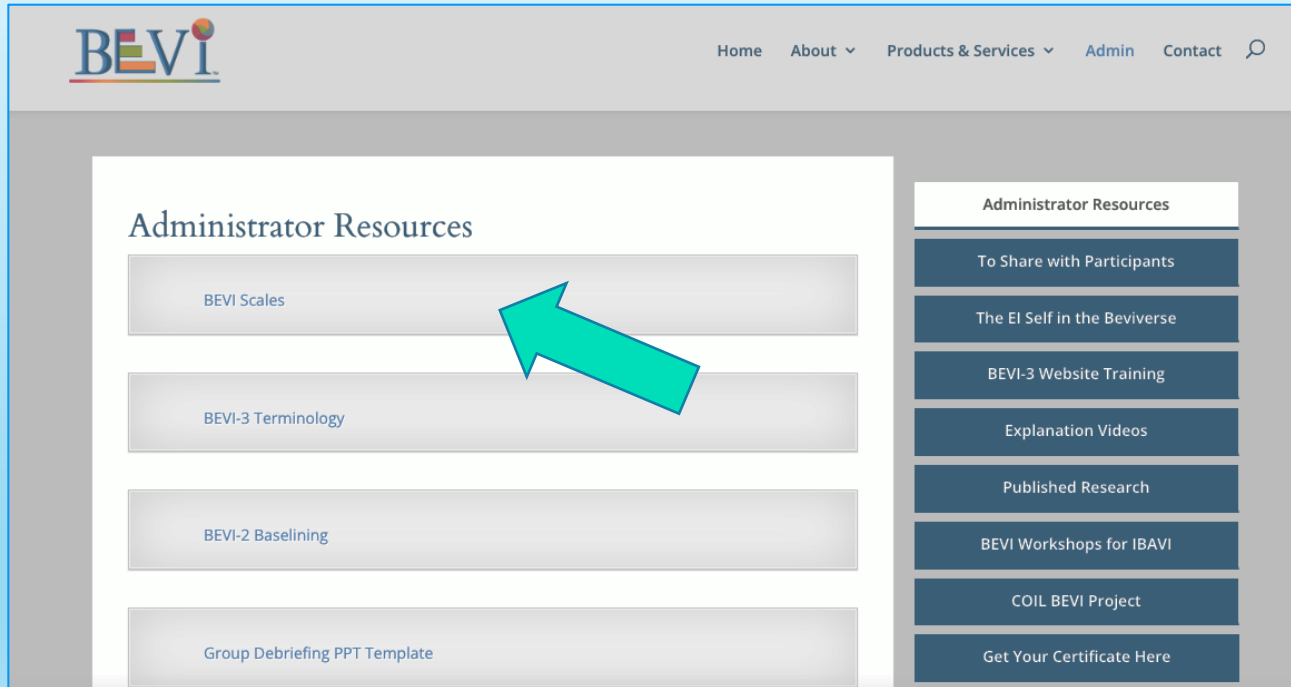 BEVi
Home About Products & Services Admin Contact
Administrator Resources
BEVI Scales
BEVI-3 Terminology
BEVI-2 Baselining
Group Debriefing PPT Template
Administrator Resources
To Share with Participants
The EI Self in the Beviverse
BEVI-3 Website Training
Explanation Videos
Published Research
BEVI Workshops for IBAVI
COIL BEVI Project
Get Your Certificate Here